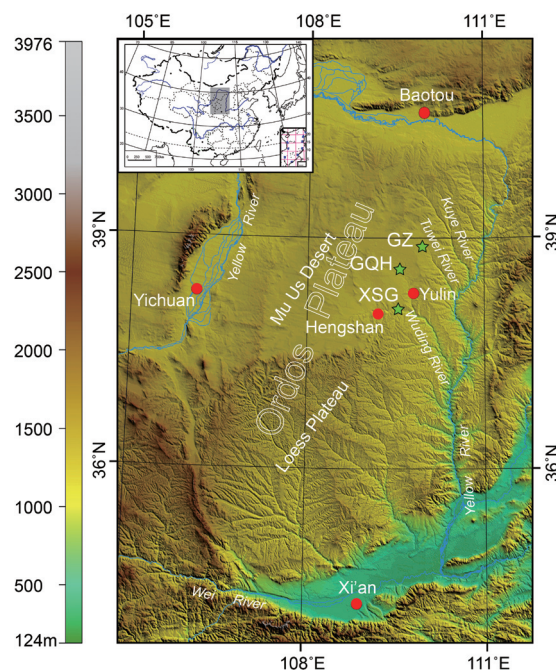 105°E
108°E
111°E
3976
3500
3000
2500
2000
1500
1000
500
124m
39°N
39°N
36°N
36°N
Baotou
Yellow River
Yichuan
Mu Us Desert
Ordos Plateau
Loess Plateau
Kuye River
Tuwei River
GZ
GQH
XSG
Yulin
Hengshan
Wuding River
Yellow River
Xi'an
Wei River
108°E
111°E